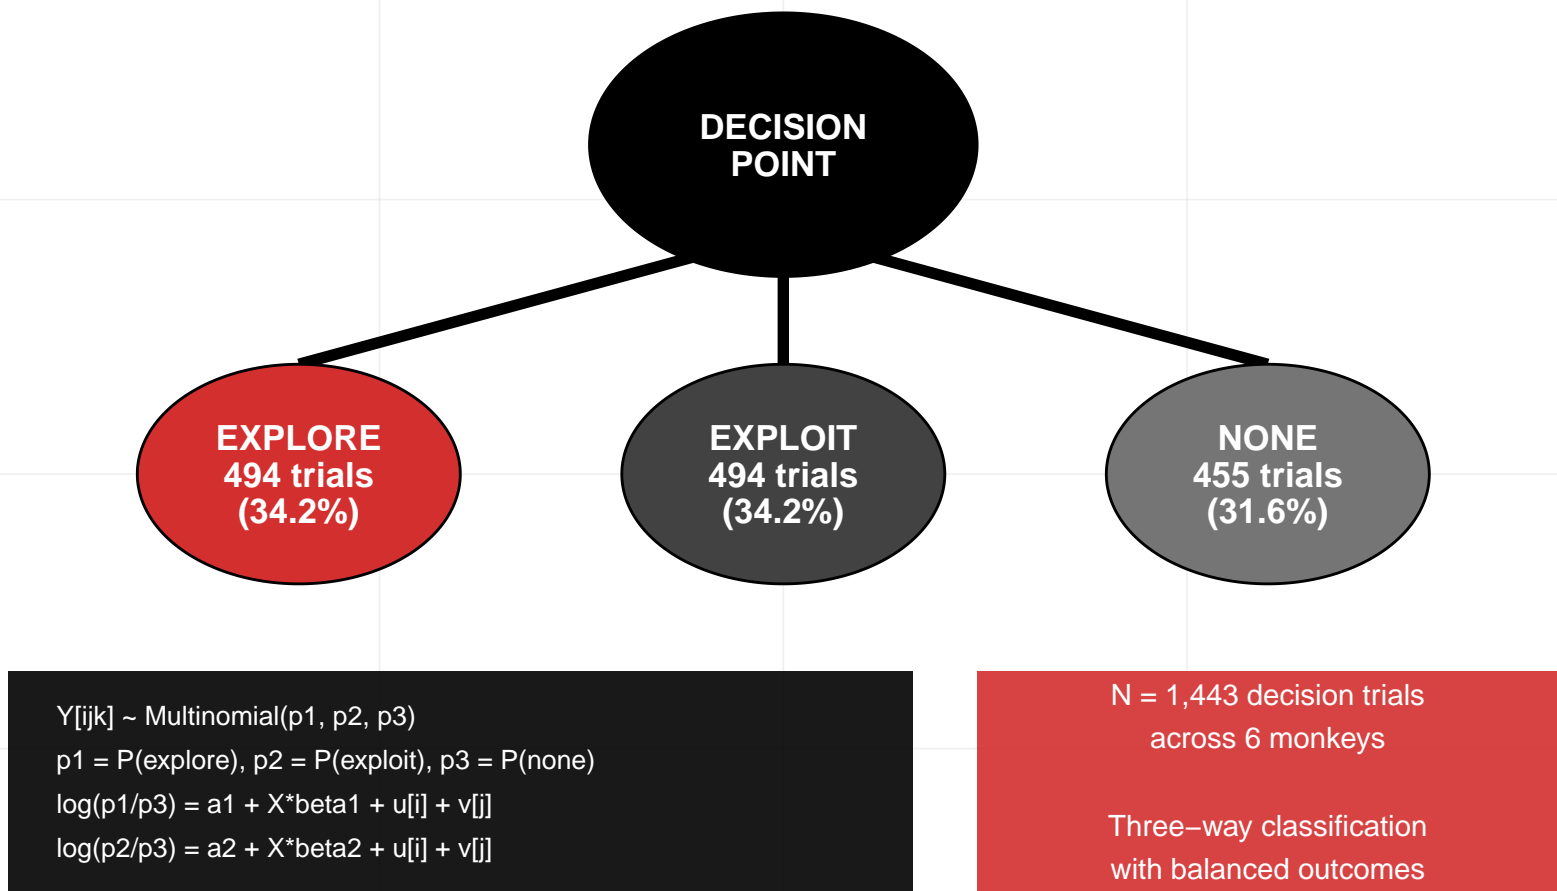 DECISION
POINT
EXPLORE
494 trials
(34.2%)
EXPLOIT
494 trials
(34.2%)
NONE
455 trials
(31.6%)
Y[ijk] ~ Multinomial(p1, p2, p3)
p1 = P(explore), p2 = P(exploit), p3 = P(none)
log(p1/p3) = a1 + X*beta1 + u[i] + v[j]
log(p2/p3) = a2 + X*beta2 + u[i] + v[j]
N = 1,443 decision trials
across 6 monkeys
Three−way classification
with balanced outcomes